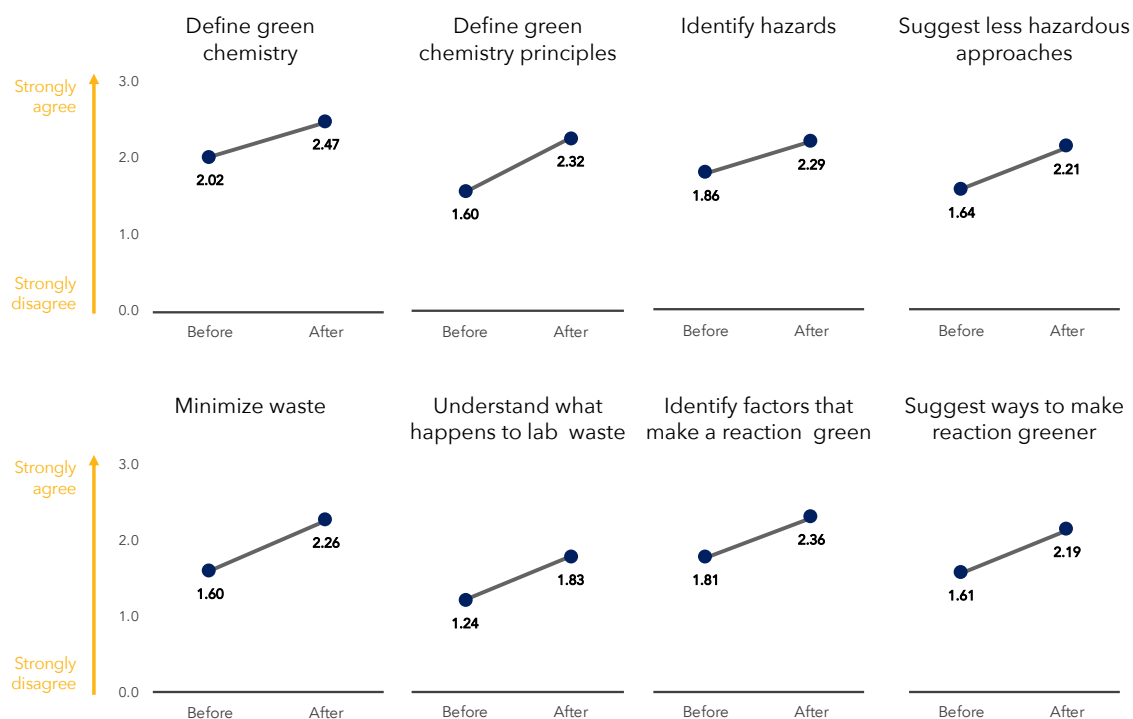 Define green
chemistry
Define green
chemistry principles
Identify hazards
Suggest less hazardous
approaches
Strongly
agree
3.0
2.0
1.0
0.0
Strongly
disagree
2.02
2.47
1.60
2.32
1.86
2.29
1.64
2.21
Before
After
Before
After
Before
After
Before
After
Minimize waste
Understand what
happens to lab waste
Identify factors that
make a reaction green
Suggest ways to make
reaction greener
Strongly
agree
3.0
2.0
1.0
0.0
Strongly
disagree
1.60
2.26
1.24
1.83
1.81
2.36
1.61
2.19
Before
After
Before
After
Before
After
Before
After